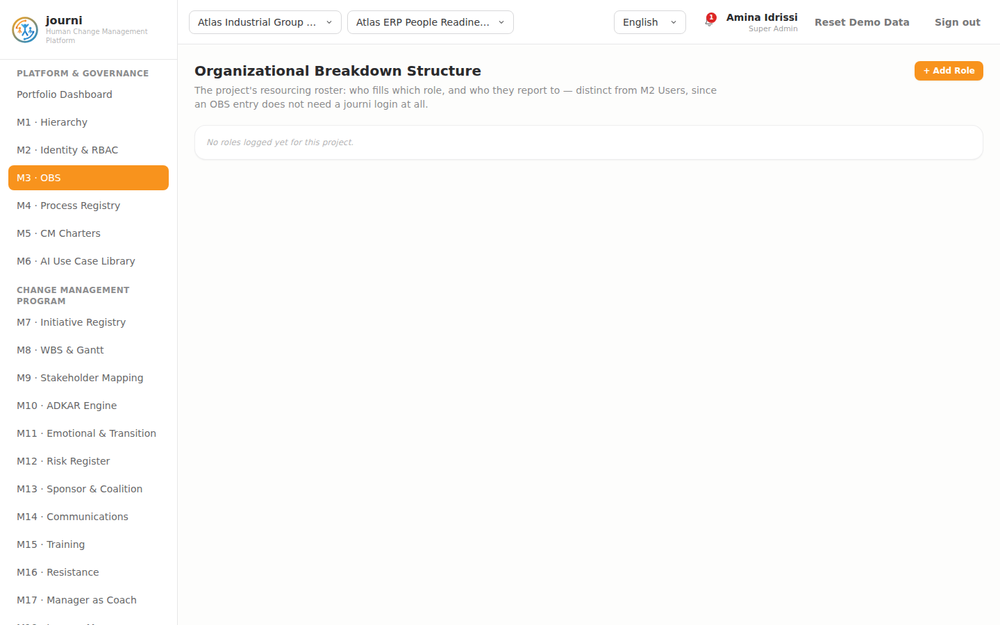 journi
Human Change Management
Platform
Atlas Industrial Group ...
Atlas ERP People Readine...
English
1
Amina Idrissi
Super Admin
Reset Demo Data
Sign out
PLATFORM & GOVERNANCE
Portfolio Dashboard
M1 · Hierarchy
M2 · Identity & RBAC
M3 · OBS
M4 · Process Registry
M5 · CM Charters
M6 · AI Use Case Library
CHANGE MANAGEMENT
PROGRAM
M7 · Initiative Registry
M8 · WBS & Gantt
M9 · Stakeholder Mapping
M10 · ADKAR Engine
M11 · Emotional & Transition
M12 · Risk Register
M13 · Sponsor & Coalition
M14 · Communications
M15 · Training
M16 · Resistance
M17 · Manager as Coach
Organizational Breakdown Structure
+ Add Role
The project's resourcing roster: who fills which role, and who they report to — distinct from M2 Users, since
an OBS entry does not need a journi login at all.
No roles logged yet for this project.